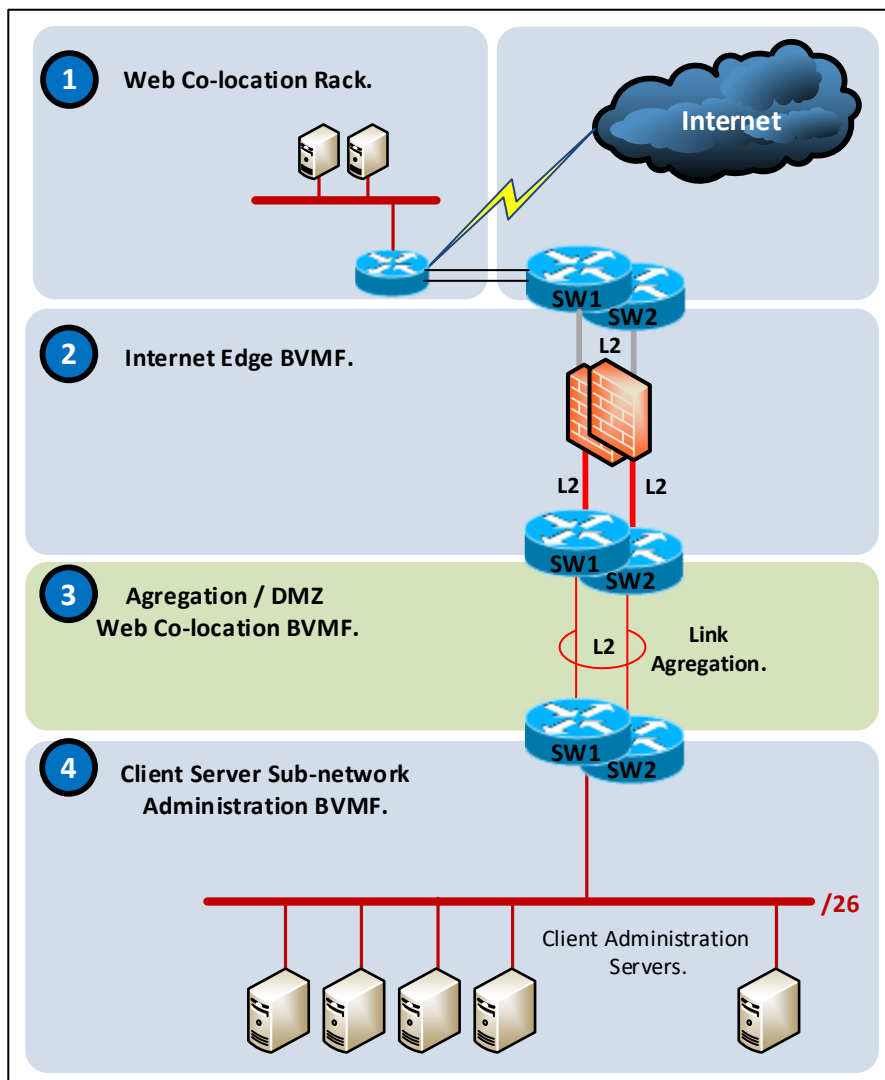 1
Web Co-location Rack.
Internet
SW1
SW2
2
Internet Edge BVMF.
L2
L2
L2
SW1
SW2
3
Agregation / DMZ
Web Co-location BVMF.
L2
Link
Agregation.
SW1
SW2
4
Client Server Sub-network
Administration BVMF.
/26
Client Administration
Servers.